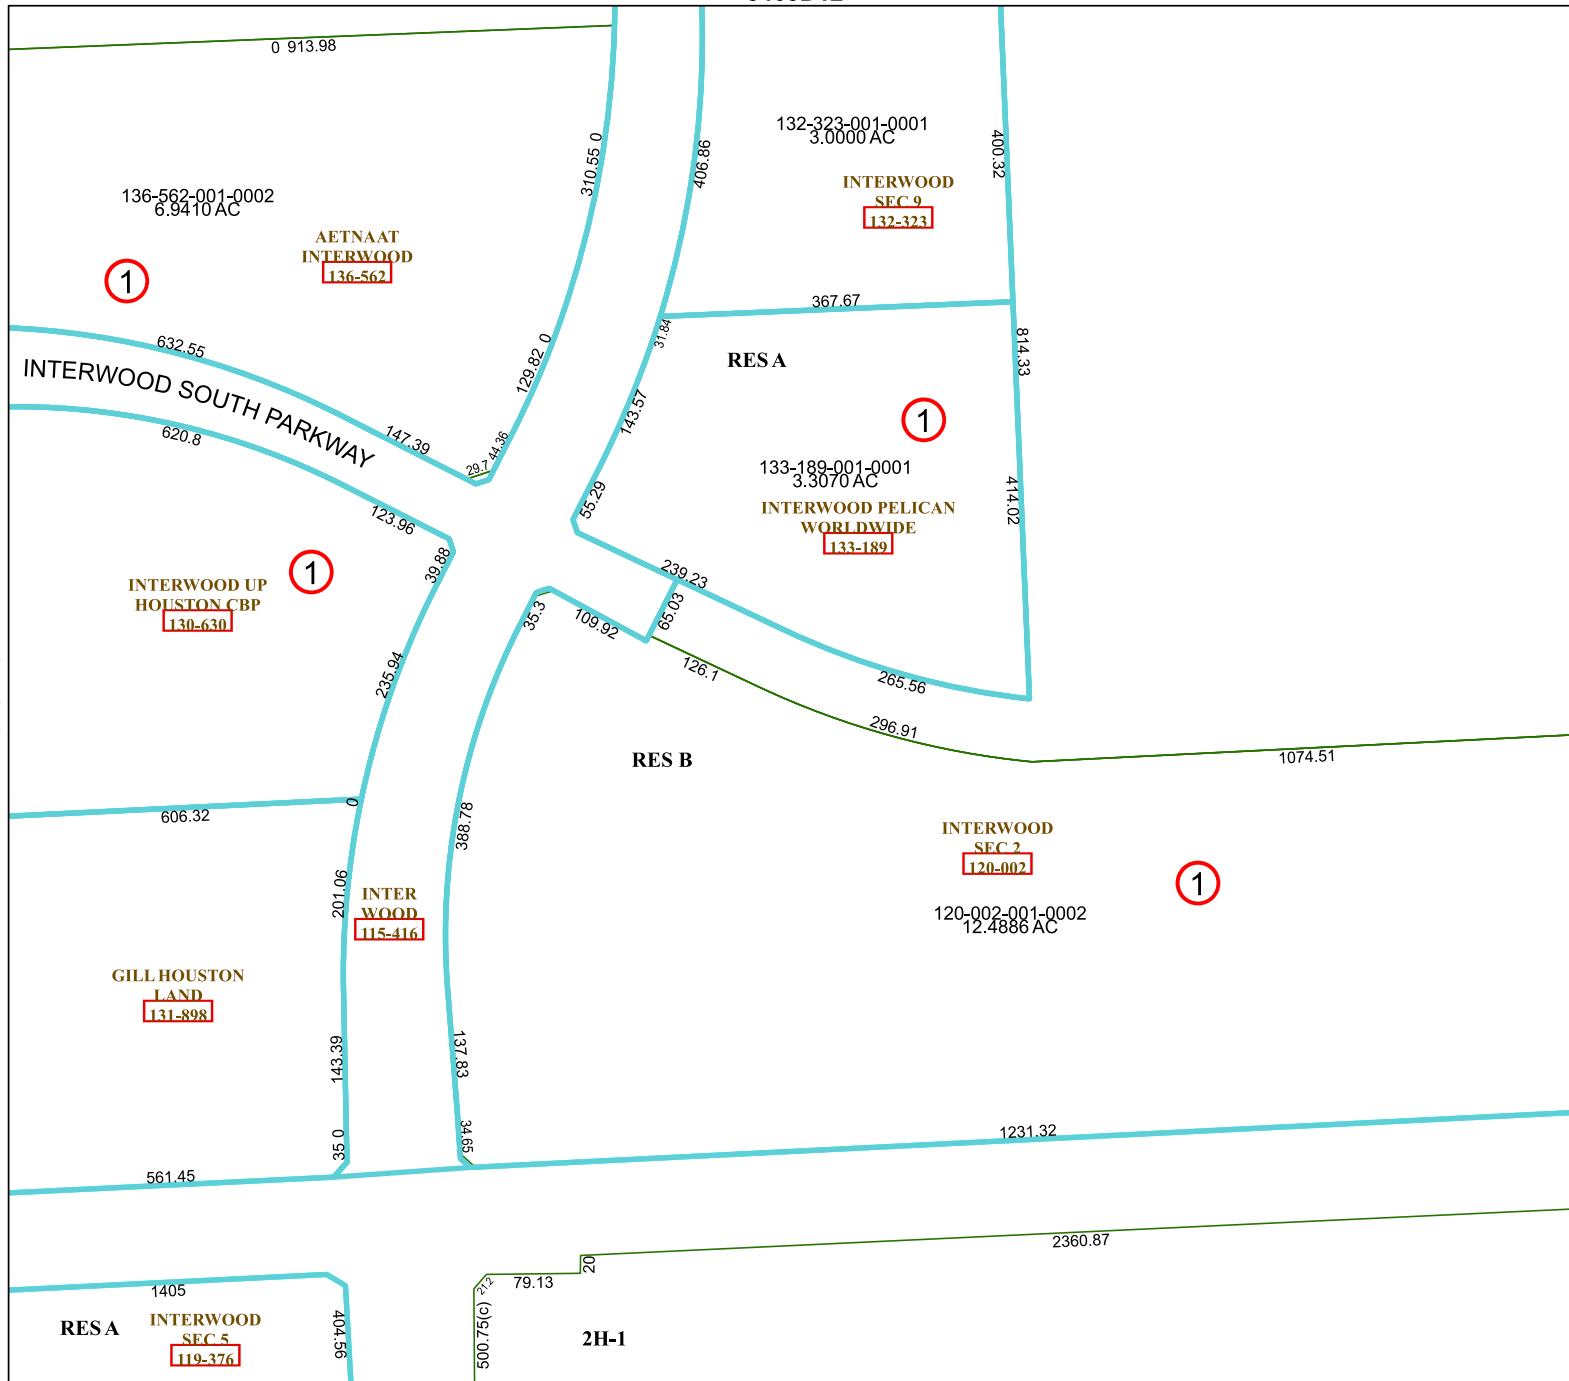 0 913.98
132-323-001-0001
3.0000 AC
400.32
406.86
310.55 0
INTERWOOD
SEC 9
132-323
136-562-001-0002
6.9410 AC
AETNAAT
INTERWOOD
136-562
1
367.67
31.84
814.33
632.55
129.82 0
RES A
INTERWOOD SOUTH PARKWAY
143.57
1
620.8
147.39
44.36
29.7
133-189-001-0001
3.3070 AC
55.29
414.02
INTERWOOD PELICAN
WORLDWIDE
133-189
123.96
39.88
1
239.23
INTERWOOD UP
HOUSTON CBP
130-630
35.3
109.92
65.03
235.94
126.1
265.56
296.91
RES B
1074.51
606.32
0
388.78
INTERWOOD
SEC 2
120-002
1
201.06
INTER
WOOD
115-416
120-002-001-0002
12.4886 AC
GILL HOUSTON
LAND
131-898
143.39
137.83
35 0
34.65
1231.32
561.45
2360.87
20
79.13
21.2
1405
RES A
INTERWOOD
SEC 5
119-376
404.56
500.75(c)
2H-1